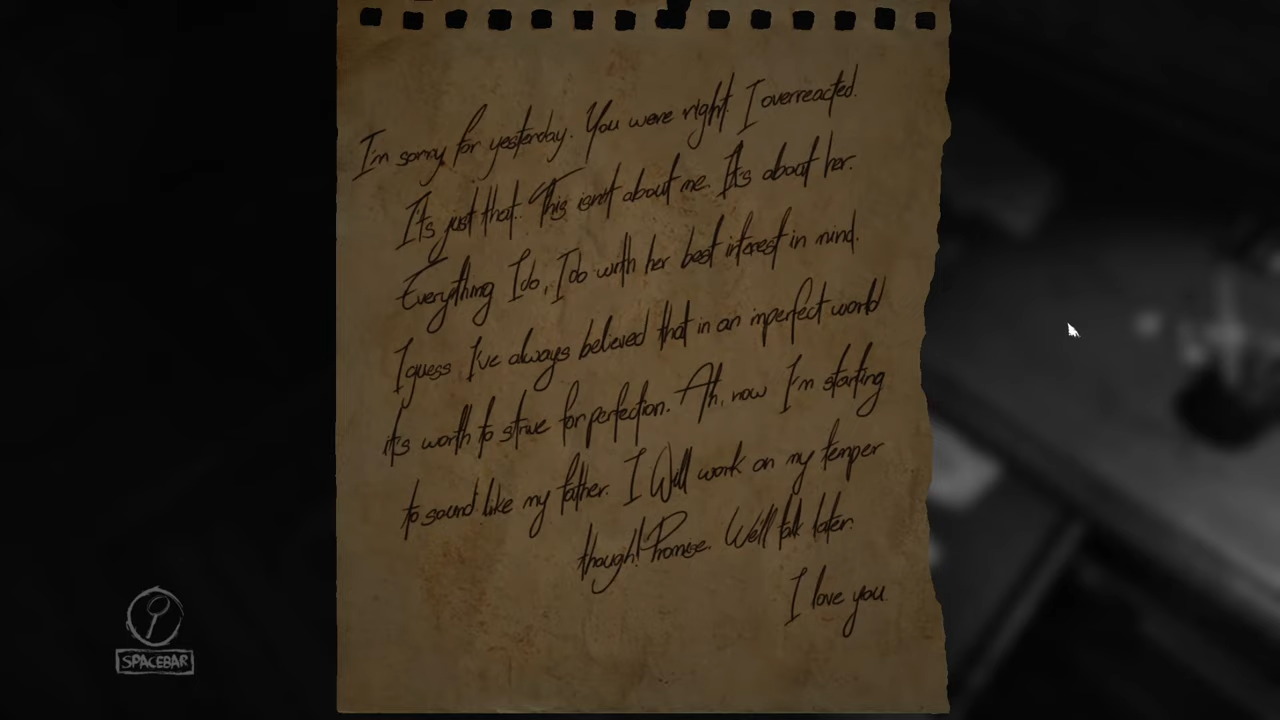 I'm sorry for yesterday. You were right. I overreacted.
It's just that.. This isn't about me. It's about her.
Everything I do, I do with her best interest in mind.
I guess I've always believed that in an imperfect world
it's worth to strive for perfection. Ah, now I'm starting
to sound like my father. I Will work on my temper
though! Promise. We'll talk later.
I love you.
SPACEBAR